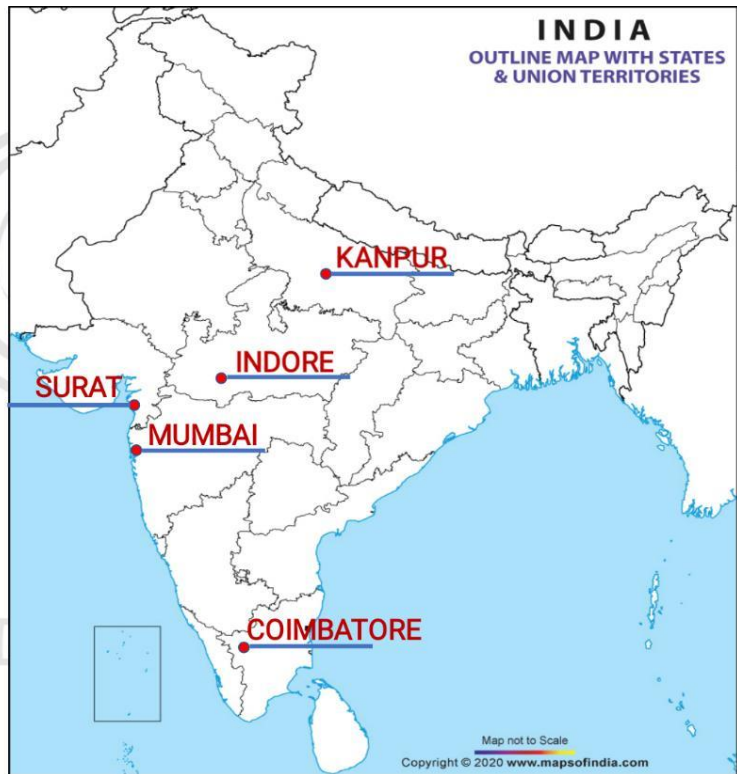 INDIA
OUTLINE MAP WITH STATES
& UNION TERRITORIES
KANPUR
INDORE
SURAT
MUMBAI
COIMBATORE
Map not to Scale
Copyright © 2020 www.mapsofindia.com